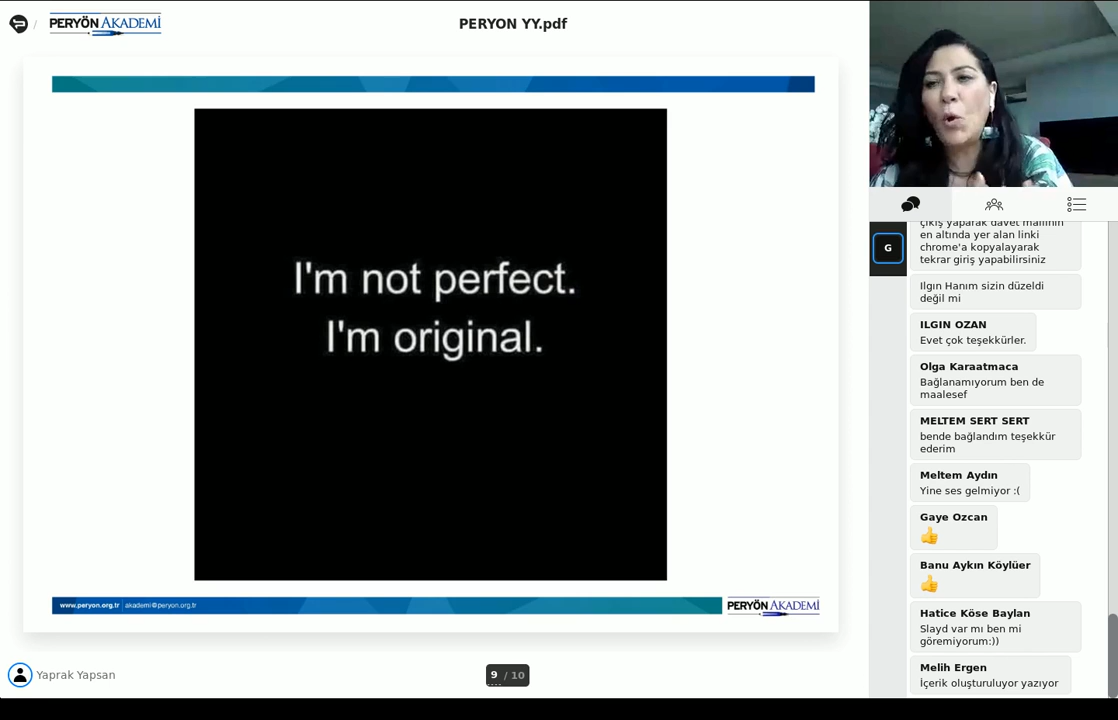 /
PERYÖN AKADEMİ
PERYON YY.pdf
I'm not perfect.
I'm original.
www.peryon.org.tr | akademi@peryon.org.tr
PERYÖN AKADEMİ
Yaprak Yapsan
9 / 10
G
çıkış yaparak davet mailinin
en altında yer alan linki
chrome'a kopyalayarak
tekrar giriş yapabilirsiniz
Ilgın Hanım sizin düzeldi
değil mi
ILGIN OZAN
Evet çok teşekkürler.
Olga Karaatmaca
Bağlanamıyorum ben de
maalesef
MELTEM SERT SERT
bende bağlandım teşekkür
ederim
Meltem Aydın
Yine ses gelmiyor :(
Gaye Ozcan
👍
Banu Aykın Köylüer
👍
Hatice Köse Baylan
Slayd var mı ben mi
göremiyorum:))
Melih Ergen
İçerik oluşturuluyor yazıyor